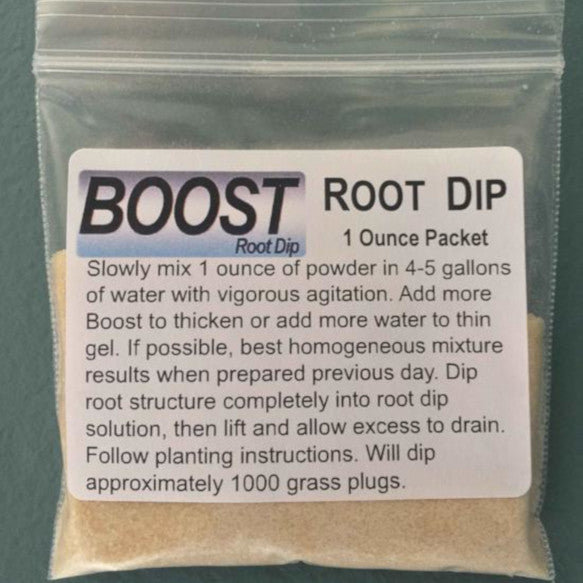 BOOST
Root Dip
ROOT DIP
1 Ounce Packet
Slowly mix 1 ounce of powder in 4-5 gallons
of water with vigorous agitation. Add more
Boost to thicken or add more water to thin
gel. If possible, best homogeneous mixture
results when prepared previous day. Dip
root structure completely into root dip
solution, then lift and allow excess to drain.
Follow planting instructions. Will dip
approximately 1000 grass plugs.